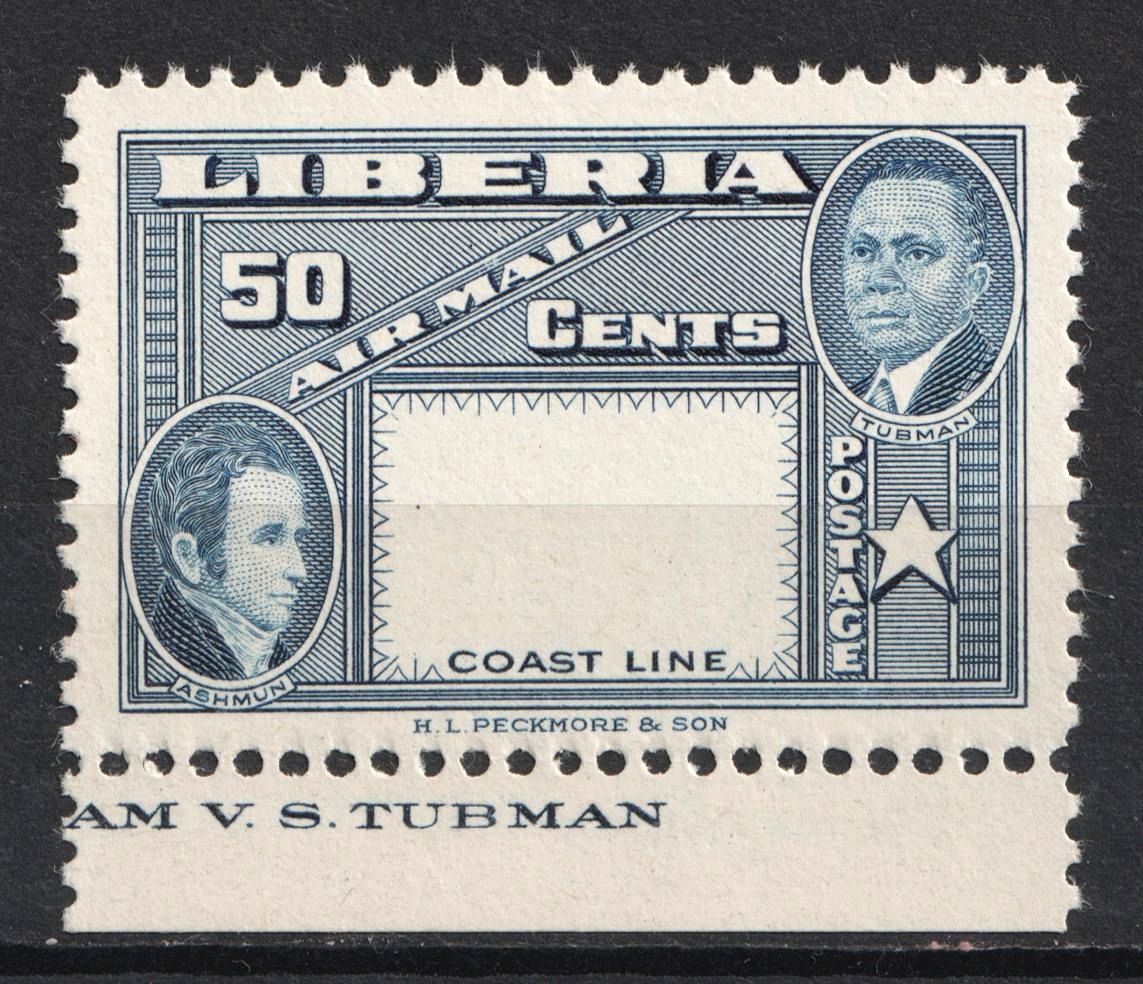 LIBERIA
50 CENTS
AIR MAIL
TUBMAN
POSTAGE
ASHMUN
COAST LINE
H. L. PECKMORE & SON
AM V. S. TUBMAN